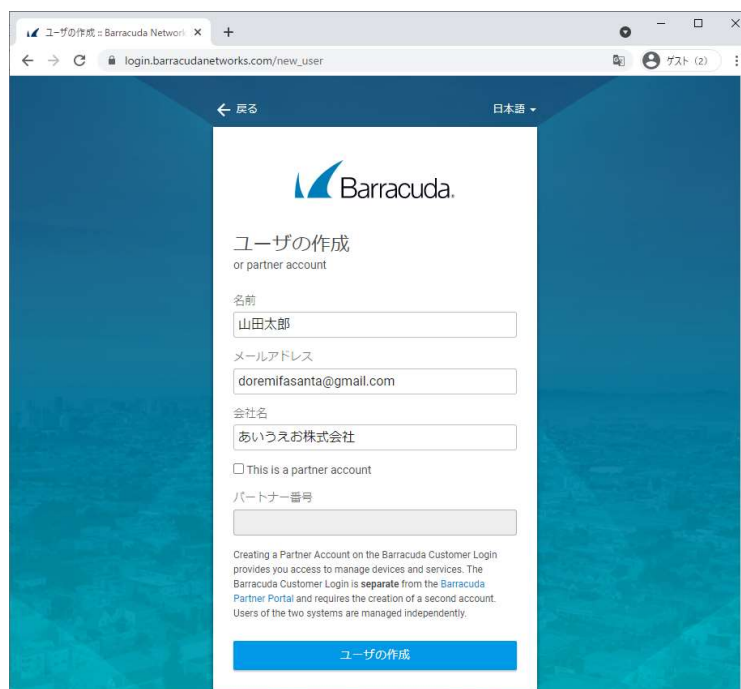 ユーザの作成 :: Barracuda Network
login.barracudanetworks.com/new_user
ゲスト (2)
戻る
日本語
Barracuda.
ユーザの作成
or partner account
名前
山田太郎
メールアドレス
doremifasanta@gmail.com
会社名
あいうえお株式会社
This is a partner account
パートナー番号
Creating a Partner Account on the Barracuda Customer Login
provides you access to manage devices and services. The
Barracuda Customer Login is separate from the Barracuda
Partner Portal and requires the creation of a second account.
Users of the two systems are managed independently.
ユーザの作成